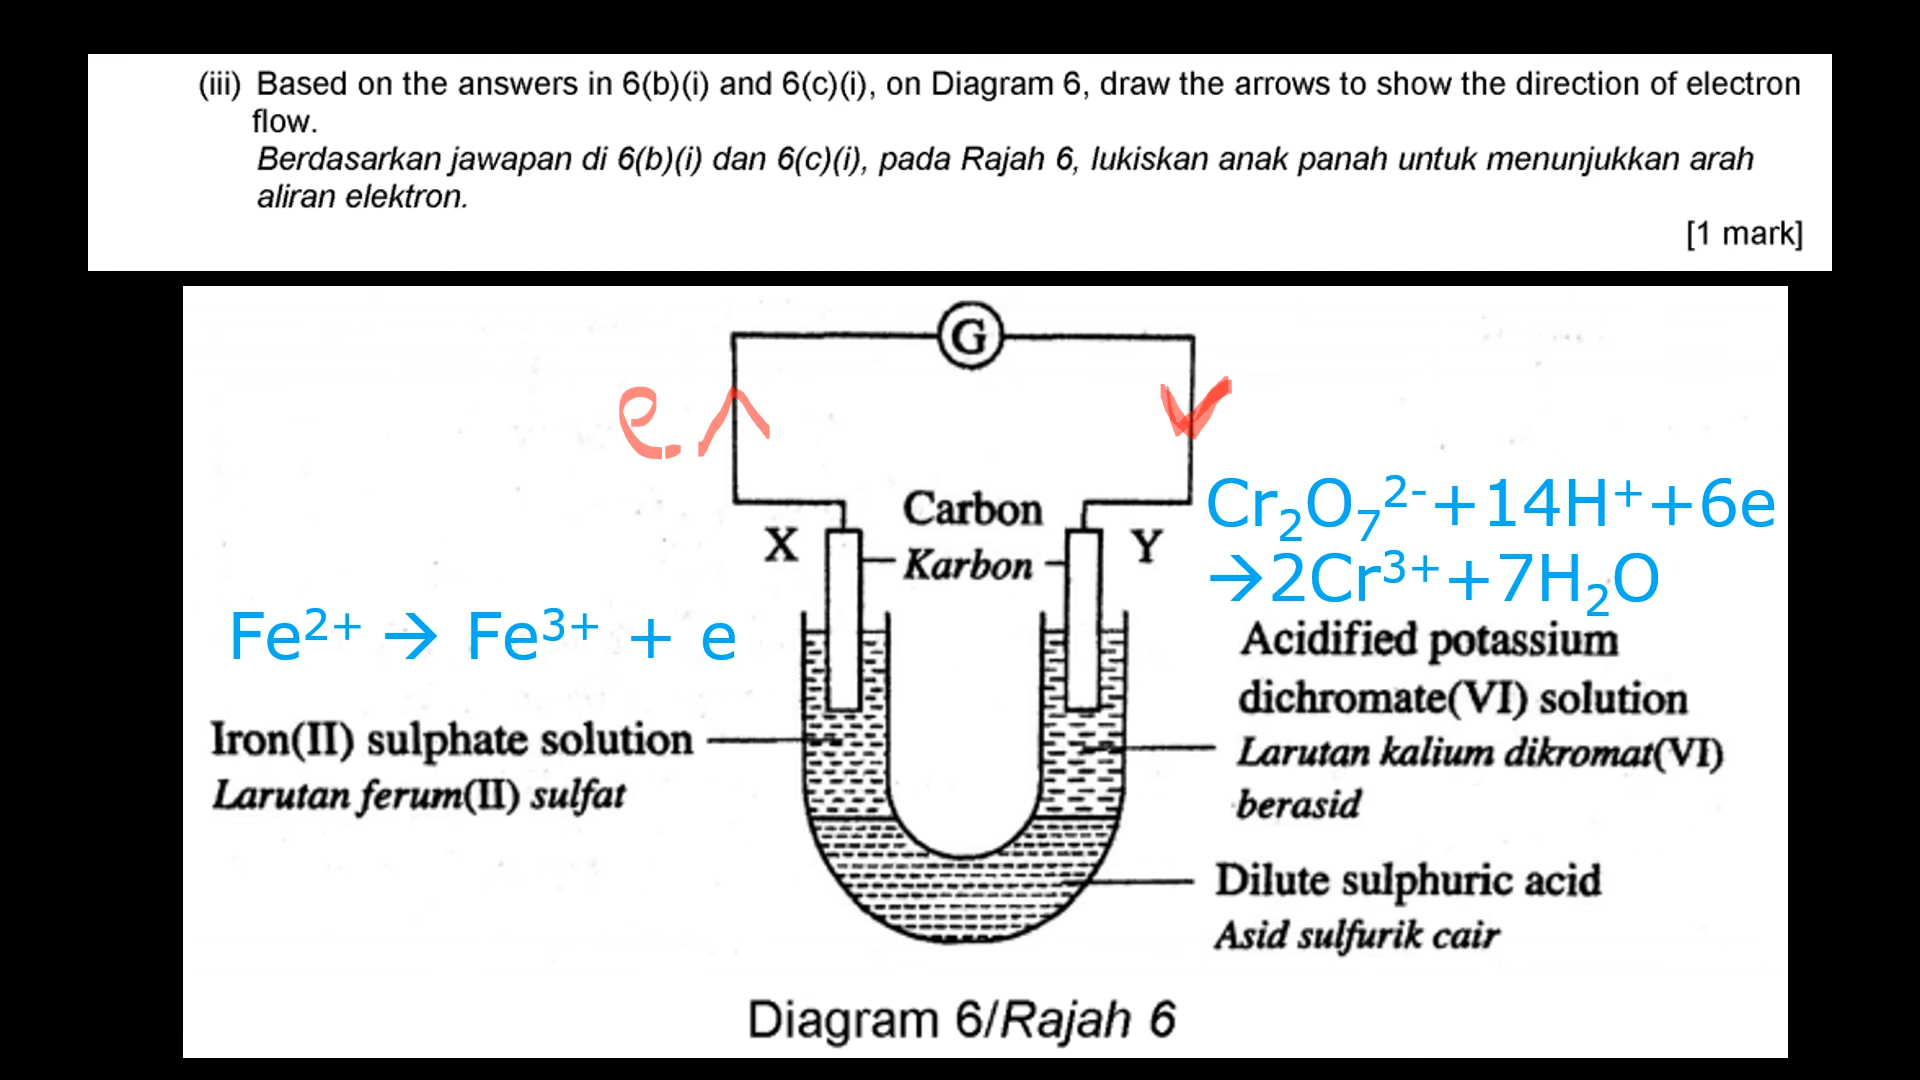 (iii) Based on the answers in 6(b)(i) and 6(c)(i), on Diagram 6, draw the arrows to show the direction of electron
flow.
Berdasarkan jawapan di 6(b)(i) dan 6(c)(i), pada Rajah 6, lukiskan anak panah untuk menunjukkan arah
aliran elektron.
[1 mark]
G
e-
Cr₂O₇²⁻+14H⁺+6e
→2Cr³⁺+7H₂O
Carbon
Karbon
X
Y
Fe²⁺ → Fe³⁺ + e
Iron(II) sulphate solution
Larutan ferum(II) sulfat
Acidified potassium
dichromate(VI) solution
Larutan kalium dikromat(VI)
berasid
Dilute sulphuric acid
Asid sulfurik cair
Diagram 6/Rajah 6